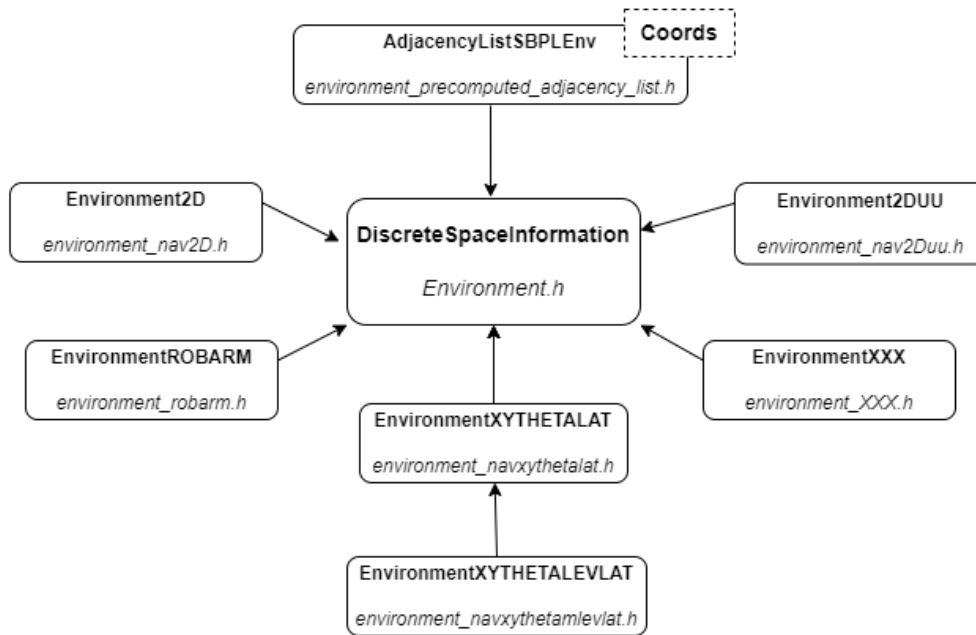 Coords
AdjacencyListSBPLEnv
environment_precomputed_adjacency_list.h
Environment2D
environment_nav2D.h
DiscreteSpaceInformation
Environment.h
Environment2DUU
environment_nav2Duu.h
EnvironmentROBARM
environment_robarm.h
EnvironmentXXX
environment_XXX.h
EnvironmentXYTHETALAT
environment_navxythetalat.h
EnvironmentXYTHETALEVLAT
environment_navxythetamlevlat.h